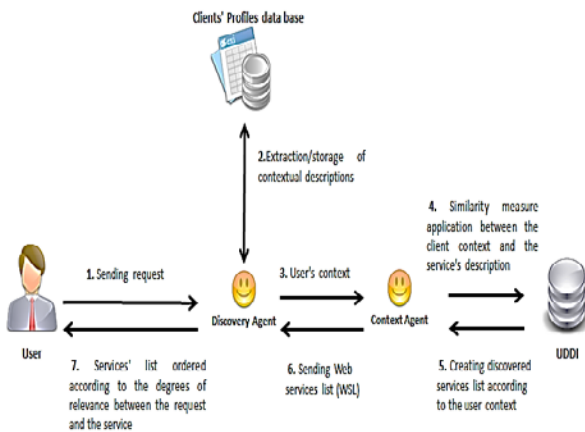 Clients' Profiles data base
2.Extraction/storage of
contextual descriptions
4. Similarity measure
application between the
client context and the
service's description
1. Sending request
3. User's context
Discovery Agent
Context Agent
User
UDDI
7. Services' list ordered
according to the degrees of
relevance between the request
and the service
6. Sending Web
services list (WSL)
5. Creating discovered
services list according
to the user context